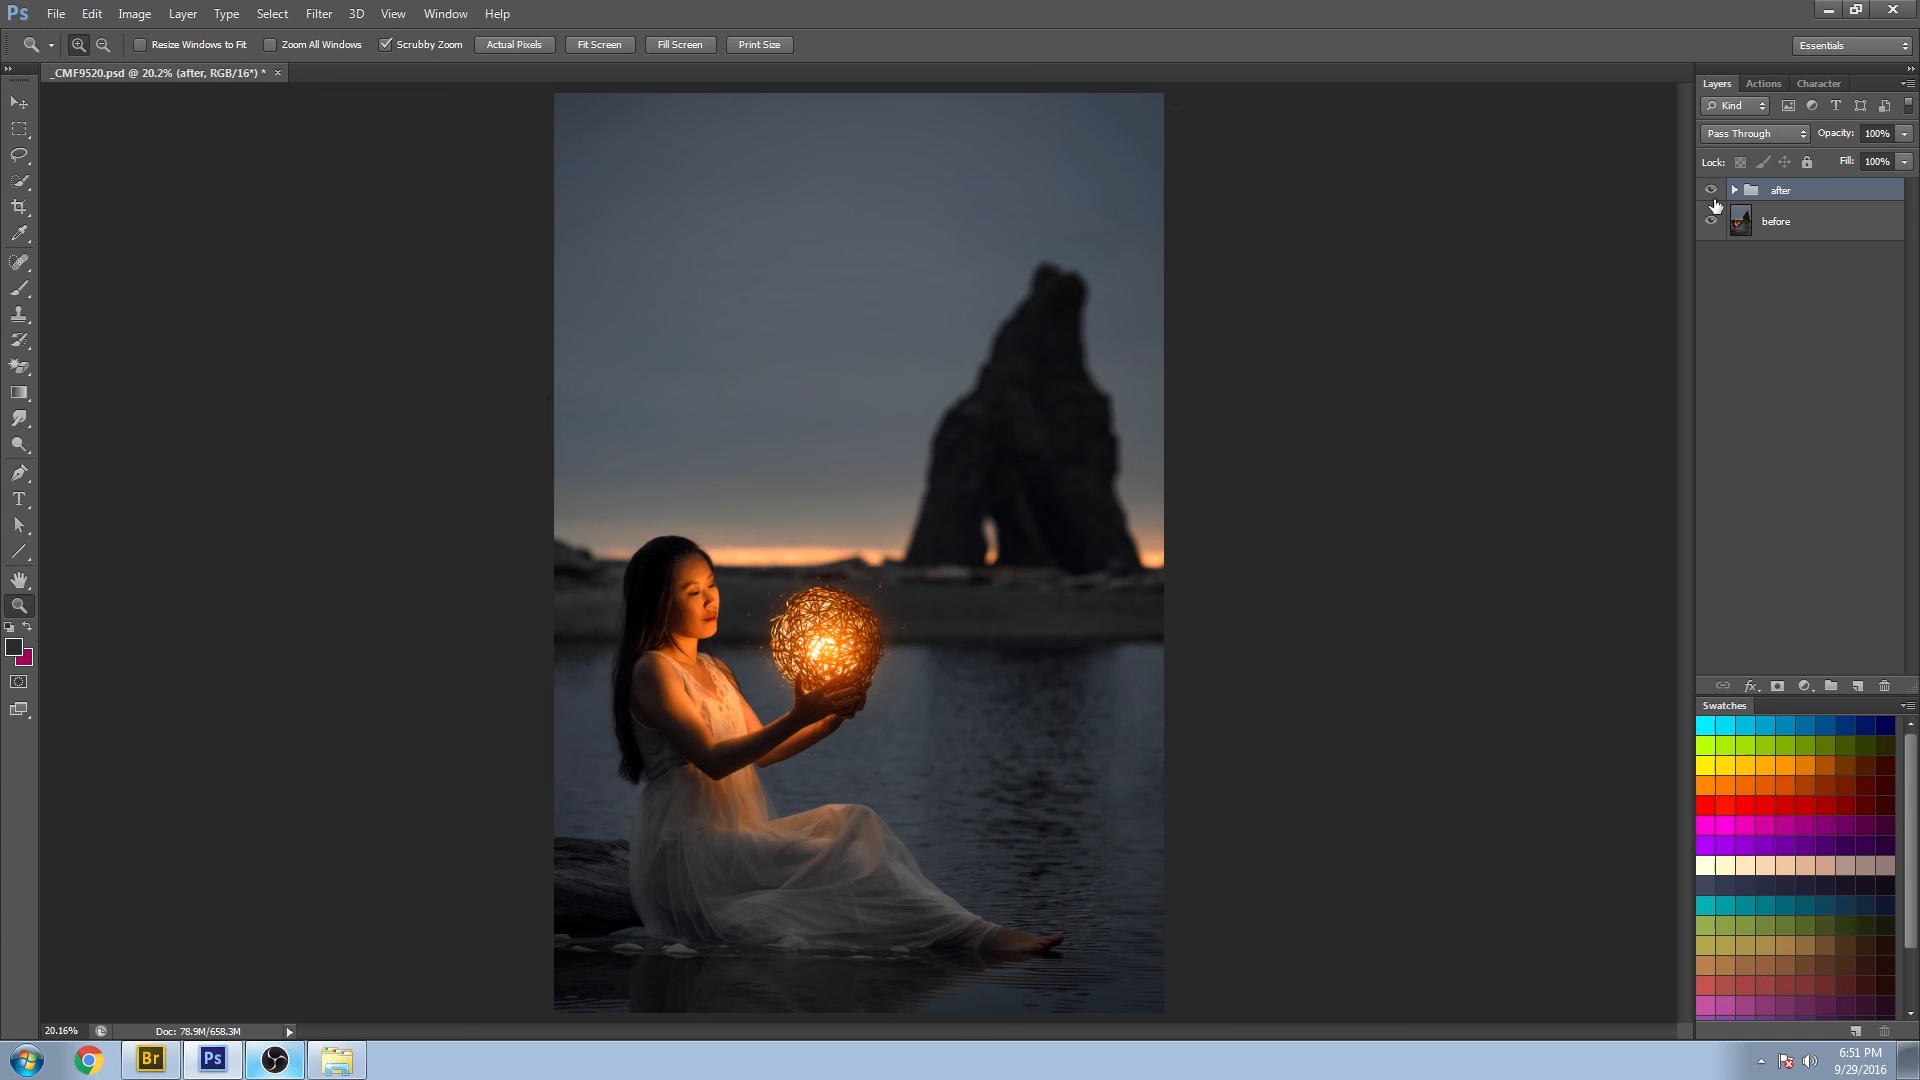 Ps File Edit Image Layer Type Select Filter 3D View Window Help
Resize Windows to Fit Zoom All Windows Scrubby Zoom Actual Pixels Fit Screen Fill Screen Print Size Essentials
_CMF9520.psd @ 20.2% (after, RGB/16*) * ×
Layers Actions Character
Kind T
Pass Through Opacity: 100%
Lock: Fill: 100%
after
before
T
fx
Swatches
20.16% Doc: 78.9M/658.3M
Br Ps
6:51 PM
9/29/2016